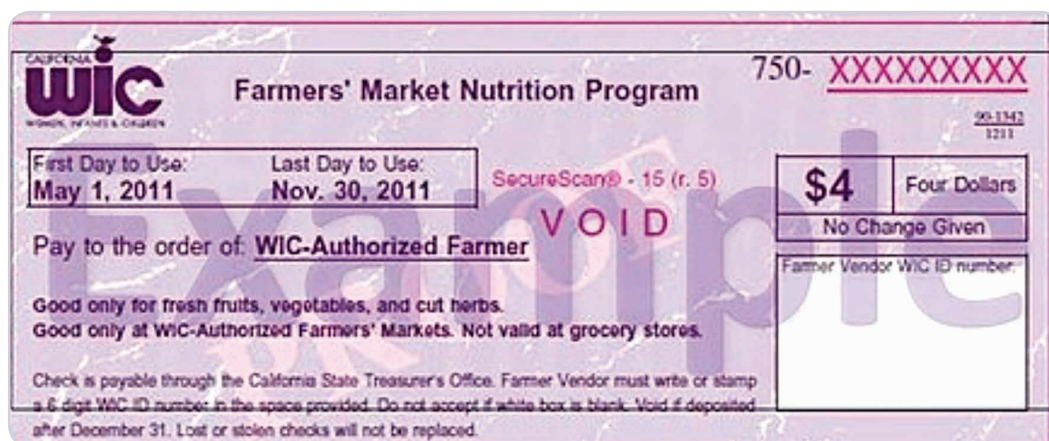 CALIFORNIA
WIC
WOMEN, INFANTS & CHILDREN
Farmers' Market Nutrition Program
750- XXXXXXXXX
90-1342
1211
First Day to Use: Last Day to Use:
May 1, 2011 Nov. 30, 2011
SecureScan® - 15 (r. 5)
VOID
$4 Four Dollars
No Change Given
Pay to the order of: WIC-Authorized Farmer
Farmer Vendor WIC ID number:
Example
Good only for fresh fruits, vegetables, and cut herbs.
Good only at WIC-Authorized Farmers' Markets. Not valid at grocery stores.
Check is payable through the California State Treasurer's Office. Farmer Vendor must write or stamp
a 6 digit WIC ID number in the space provided. Do not accept if white box is blank. Void if deposited
after December 31. Lost or stolen checks will not be replaced.